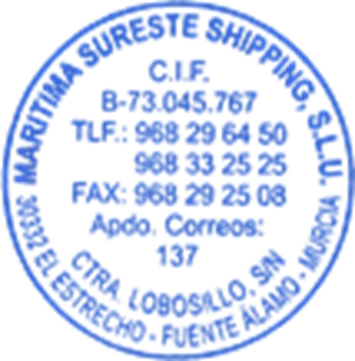 MARITIMA SURESTE SHIPPING, S.L.U.
C.I.F.
B-73.045.767
TLF.: 968 29 64 50
968 33 25 25
FAX: 968 29 25 08
Apdo. Correos:
137
CTRA. LOBOSILLO, S/N
30332 EL ESTRECHO - FUENTE ÁLAMO - MURCIA